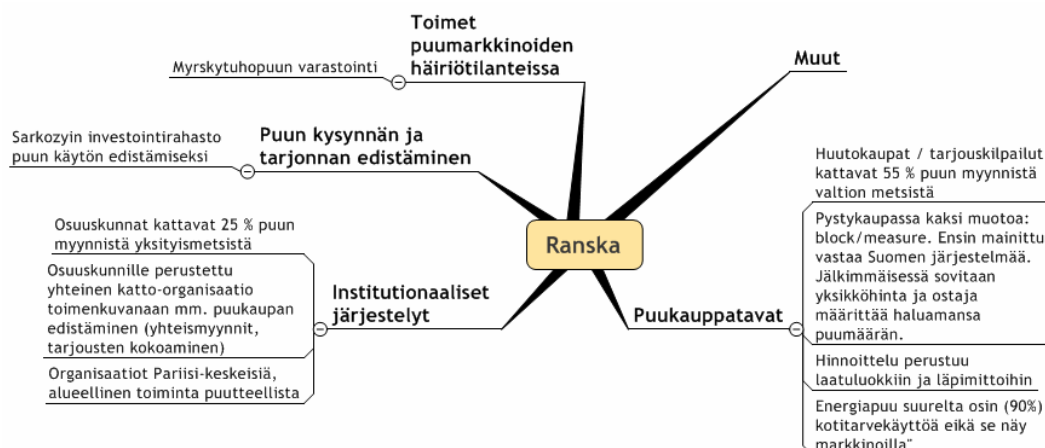 Toimet
puumarkkinoiden
häiriötilanteissa
Myrskytuhopuun varastointi
Muut
Puun kysynnän ja
tarjonnan edistäminen
Sarkozyin investointirahasto
puun käytön edistämiseksi
Ranska
Institutionaaliset
järjestelyt
Osuuskunnat kattavat 25 % puun
myynnistä yksityismetsistä
Osuuskunnille perustettu
yhteinen katto-organisaatio
toimenkuvanaan mm. puukaupan
edistäminen (yhteismyynnit,
tarjousten kokoaminen)
Organisaatiot Pariisi-keskeisiä,
alueellinen toiminta puutteellista
Puukauppatavat
Huutokaupat / tarjouskilpailut
kattavat 55 % puun myynnistä
valtion metsistä
Pystykaupassa kaksi muotoa:
block/measure. Ensin mainittu
vastaa Suomen järjestelmää.
Jälkimmäisessä sovitaan
yksikköhinta ja ostaja
määrittää haluamansa
puumäärän.
Hinnoittelu perustuu
laatuluokkiin ja läpimittoihin
Energiapuu suurelta osin (90%)
kotitarvekäyttöä eikä se näy
markkinoilla"